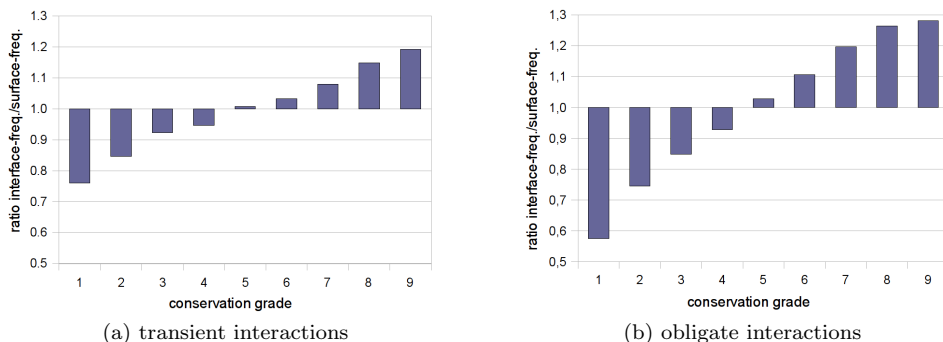 ratio interface-freq./surface-freq.
1.3
1.2
1.1
1.0
0.9
0.8
0.7
0.6
0.5
1 2 3 4 5 6 7 8 9
conservation grade
(a) transient interactions
ratio interface-freq./surface-freq.
1,3
1,2
1,1
1,0
0,9
0,8
0,7
0,6
0,5
1 2 3 4 5 6 7 8 9
conservation grade
(b) obligate interactions